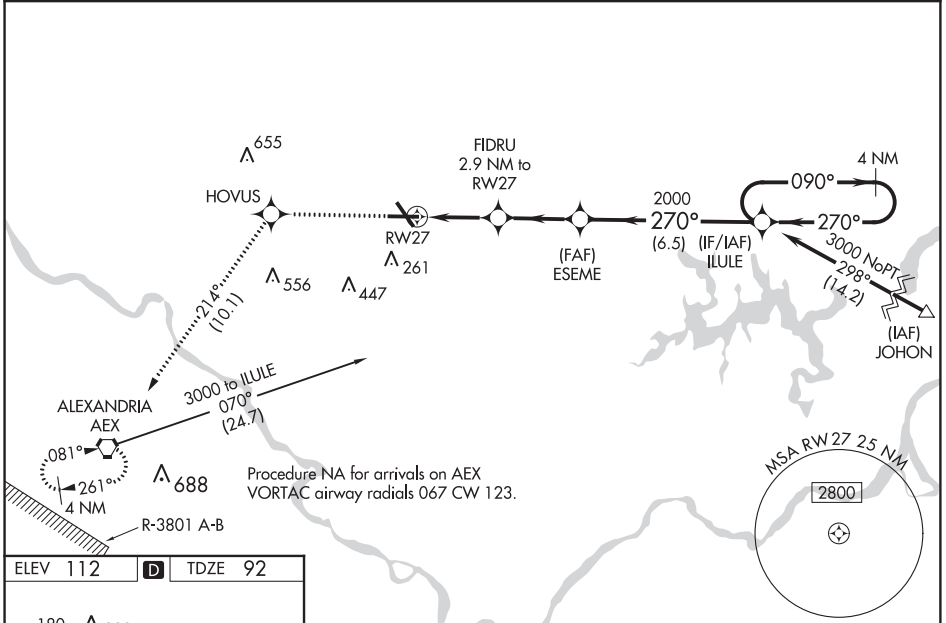 655
HOVUS
FIDRU
2.9 NM to
RW27
4 NM
090°
2000
270°
(6.5)
270°
RW27
261
(FAF)
ESEME
(IF/IAF)
ILULE
3000 NoPT
298°
(14.2)
(IAF)
JOHON
556
447
214°
(10.1)
3000 to ILULE
070°
(24.7)
ALEXANDRIA
AEX
081°
261°
4 NM
688
R-3801 A-B
Procedure NA for arrivals on AEX
VORTAC airway radials 067 CW 123.
MSA RW27 25 NM
2800
ELEV 112 D TDZE 92